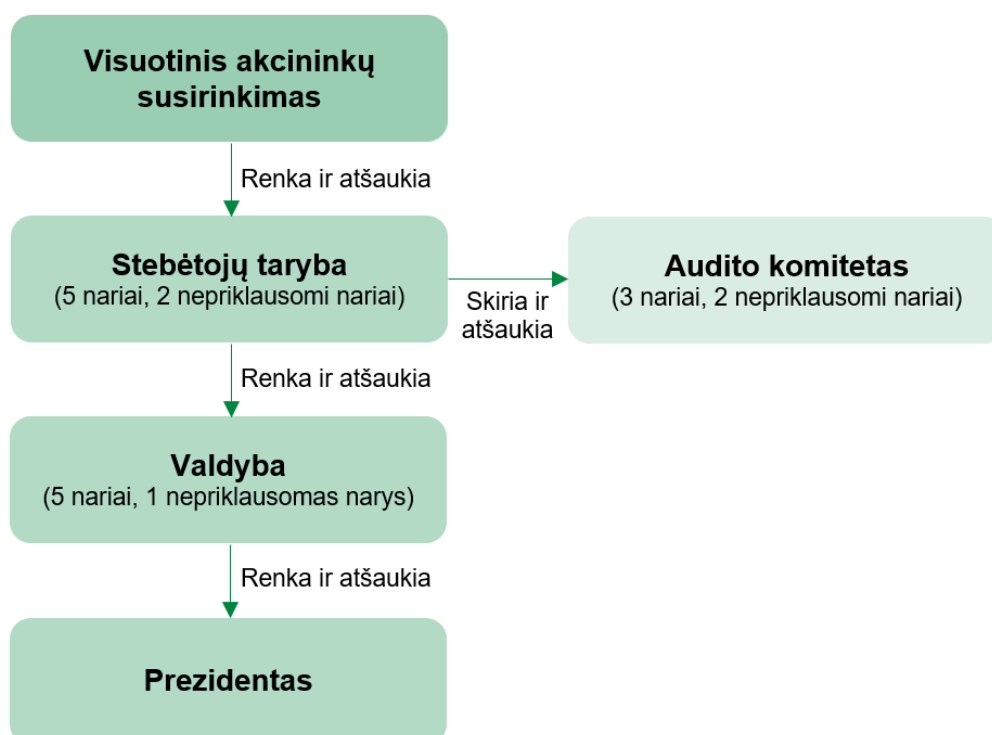 Visuotinis akcininkų
susirinkimas
Renka ir atšaukia
Stebėtojų taryba
(5 nariai, 2 nepriklausomi nariai)
Skiria ir
atšaukia
Audito komitetas
(3 nariai, 2 nepriklausomi nariai)
Renka ir atšaukia
Valdyba
(5 nariai, 1 nepriklausomas narys)
Renka ir atšaukia
Prezidentas